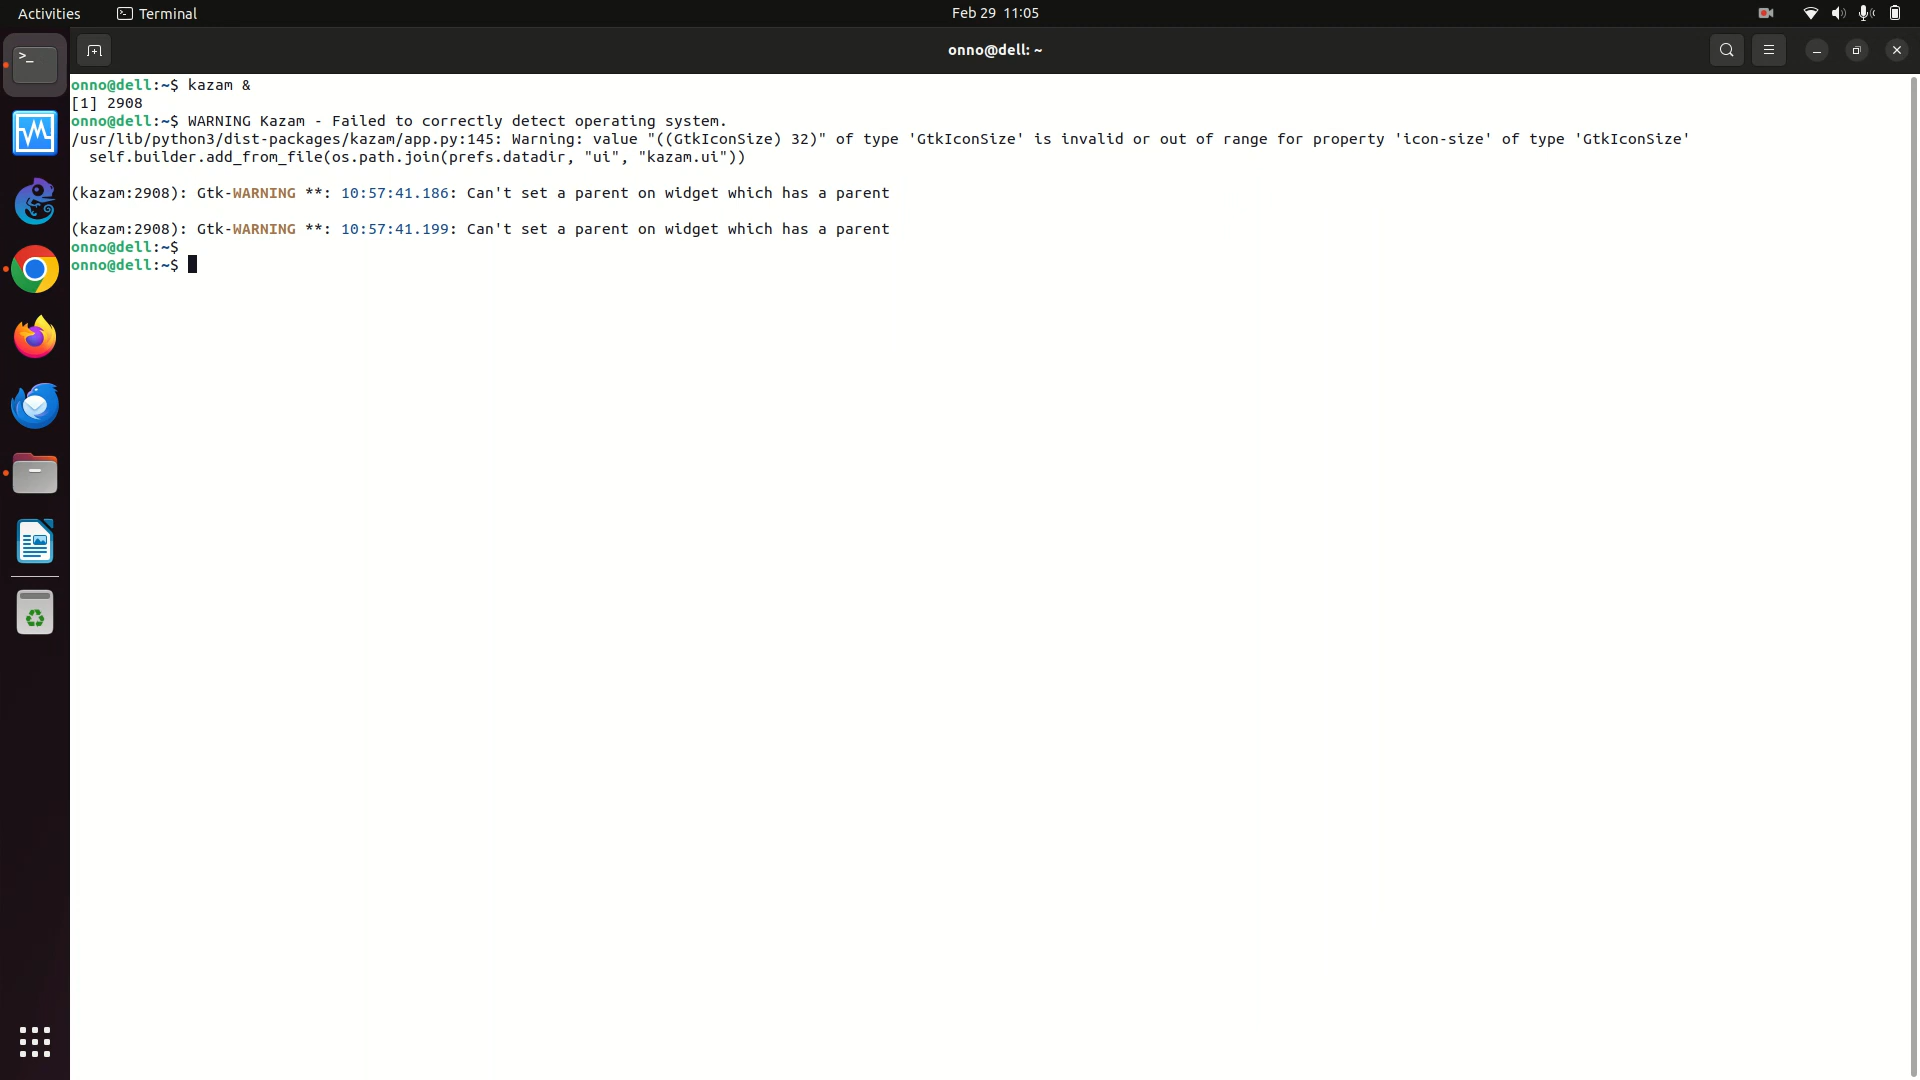 Activities Terminal Feb 29 11:05
onno@dell: ~
onno@dell:~$ kazam &
[1] 2908
onno@dell:~$ WARNING Kazam - Failed to correctly detect operating system.
/usr/lib/python3/dist-packages/kazam/app.py:145: Warning: value "((GtkIconSize) 32)" of type 'GtkIconSize' is invalid or out of range for property 'icon-size' of type 'GtkIconSize'
  self.builder.add_from_file(os.path.join(prefs.datadir, "ui", "kazam.ui"))
(kazam:2908): Gtk-WARNING **: 10:57:41.186: Can't set a parent on widget which has a parent
(kazam:2908): Gtk-WARNING **: 10:57:41.199: Can't set a parent on widget which has a parent
onno@dell:~$
onno@dell:~$